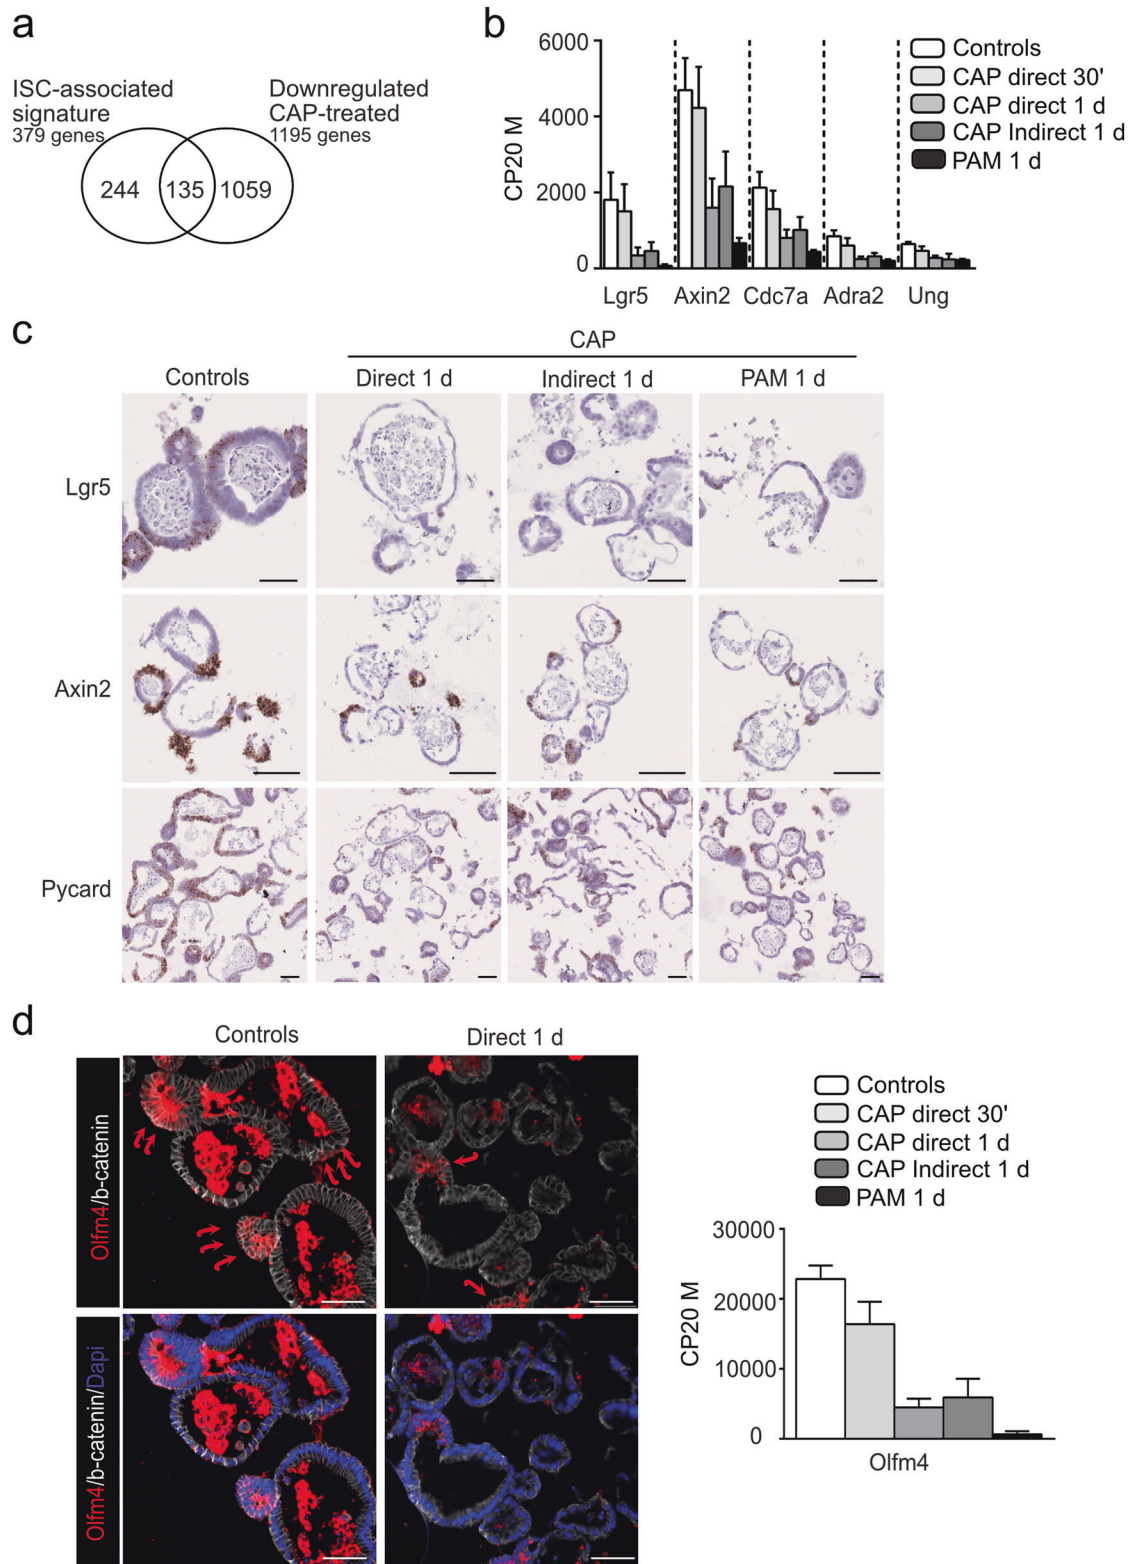 a
ISC-associated
signature
379 genes
Downregulated
CAP-treated
1195 genes
244
135
1059
b
6000
4000
2000
0
CP20 M
Lgr5
Axin2
Cdc7a
Adra2
Ung
Controls
CAP direct 30'
CAP direct 1 d
CAP Indirect 1 d
PAM 1 d
c
CAP
Controls
Direct 1 d
Indirect 1 d
PAM 1 d
Lgr5
Axin2
Pycard
d
Controls
Direct 1 d
Olfm4/b-catenin
Olfm4/b-catenin/Dapi
Controls
CAP direct 30'
CAP direct 1 d
CAP Indirect 1 d
PAM 1 d
30000
20000
10000
0
CP20 M
Olfm4